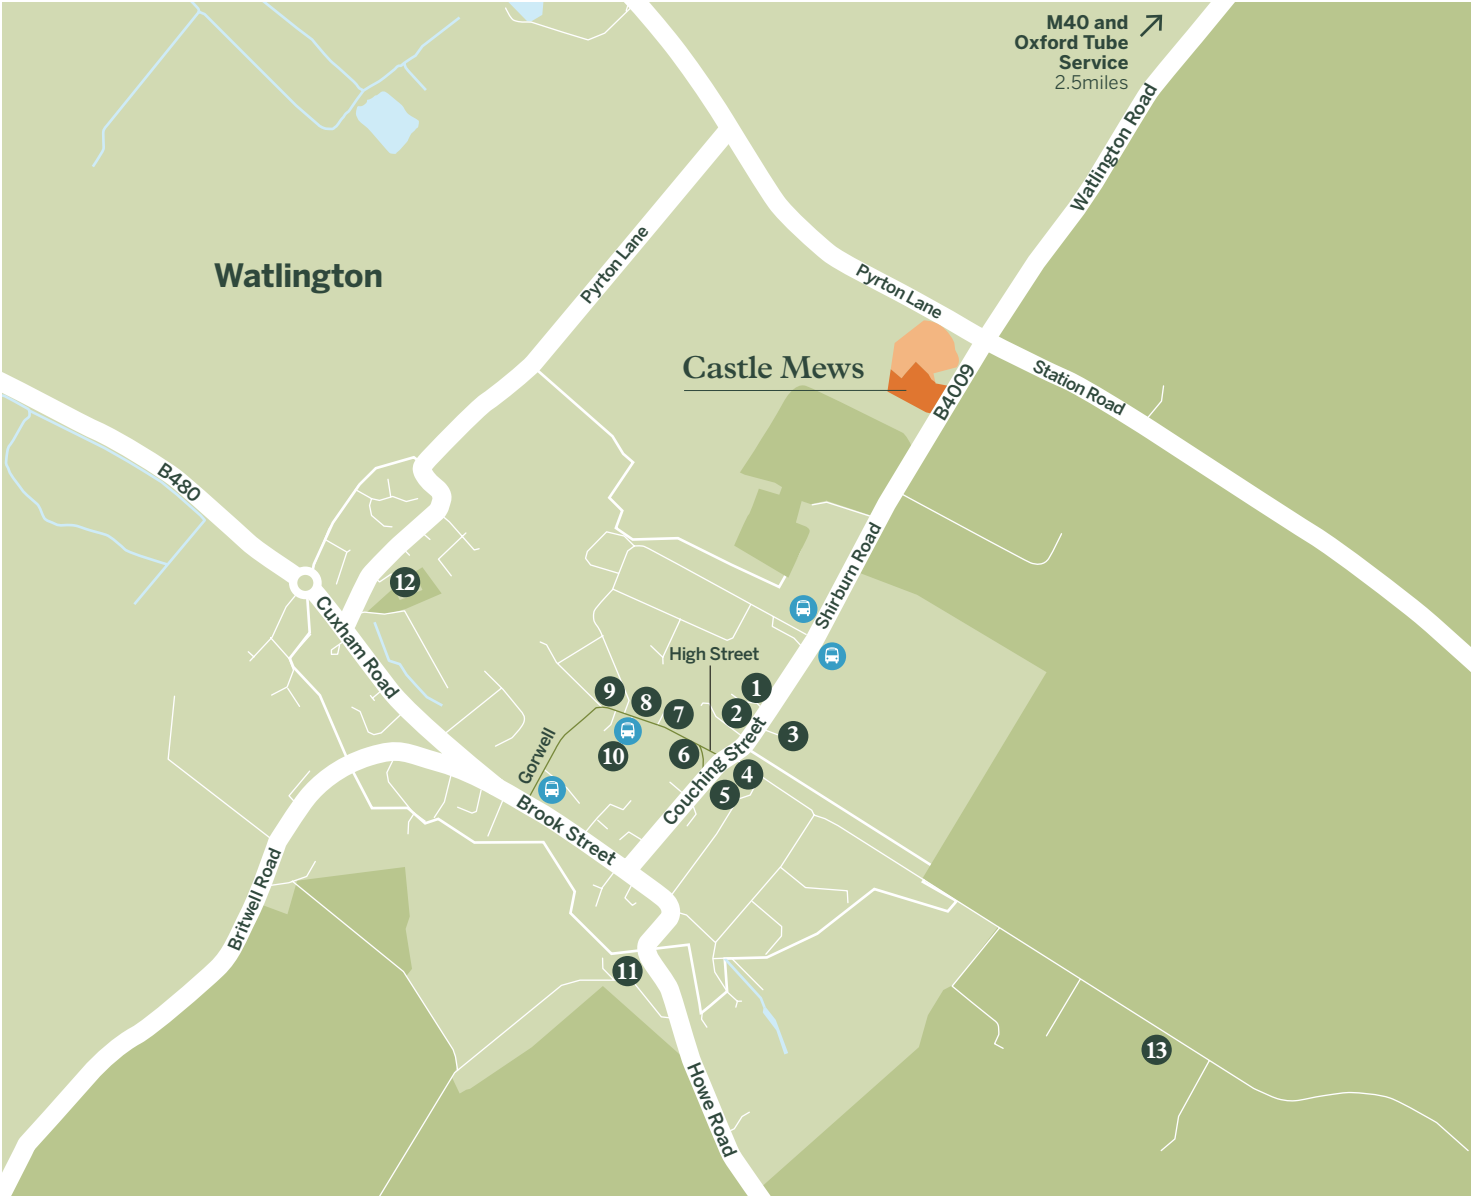 M40 and
Oxford Tube
Service
2.5miles
Watlington Road
Pyrton Lane
Watlington
Pyrton Lane
Castle Mews
B4009
Station Road
B480
Shirburn Road
12
Cuxham Road
High Street
1
9
8
7
2
3
10
6
Gorwell
Couching Street
4
5
Brook Street
Britwell Road
11
13
Howe Road